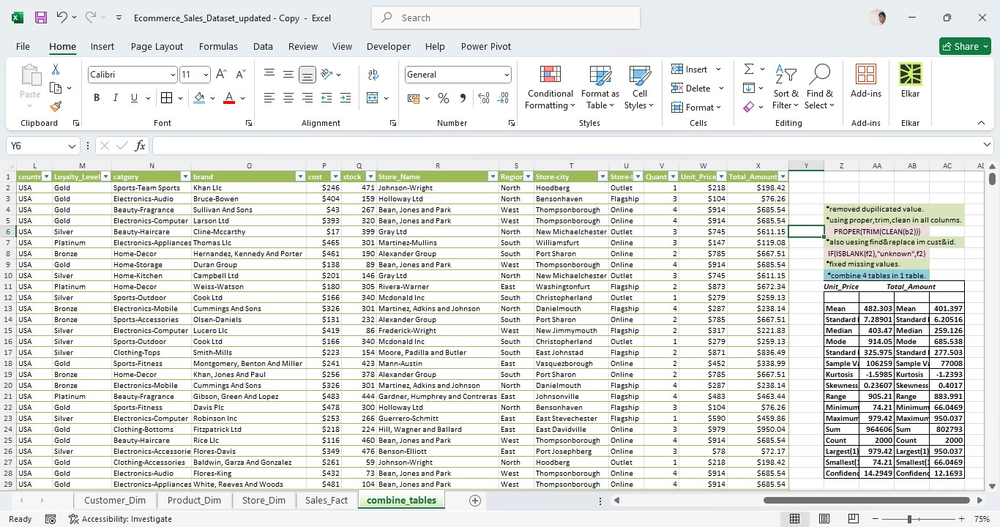 Ecommerce_Sales_Dataset_updated - Copy - Excel
Search
File Home Insert Page Layout Formulas Data Review View Developer Help Power Pivot Share
Paste Calibri 11 General Insert Delete Format
Conditional Formatting Format as Table Cell Styles Sort & Filter Find & Select Add-ins Elkar
Clipboard Font Alignment Number Styles Cells Editing Add-ins Elkar
Y6 fx
L M N O P Q R S T U V W X Y Z AA AB AC AD
1 countr Loyalty_Level catgory brand cost stock Store_Name Region Store-city Store-t Quant Unit_Price Total_Amount
2 USA Gold Sports-Team Sports Khan Llc $246 471 Johnson-Wright North Hoodberg Outlet 1 $218 $198.42
3 USA Gold Electronics-Audio Bruce-Bowen $404 159 Holloway Ltd North Bensonhaven Flagship 3 $104 $76.26
4 USA Gold Beauty-Fragrance Sullivan And Sons $43 267 Bean, Jones and Park West Thompsonborough Online 4 $914 $685.54 *removed dupilicated value.
5 USA Gold Electronics-Computer Larson Ltd $393 320 Bean, Jones and Park West Thompsonborough Online 4 $914 $685.54 *using proper,trim,clean in all colunms.
6 USA Silver Beauty-Haircare Cline-Mccarthy $17 399 Gray Ltd North New Michaelchester Outlet 3 $745 $611.15 PROPER(TRIM(CLEAN(b2)))
7 USA Platinum Electronics-Appliances Thomas Llc $465 301 Martinez-Mullins South Williamsfurt Online 3 $147 $119.08 *also uesing find&replace im cust&id.
8 USA Bronze Home-Decor Hernandez, Kennedy And Porter $461 190 Alexander Group South Port Sharon Online 2 $785 $667.51 IF(ISBLANK(f2),"unknown",f2)
9 USA Gold Home-Storage Duran Group $138 89 Bean, Jones and Park West Thompsonborough Online 4 $914 $685.54 *fixed missing values.
10 USA Silver Home-Kitchen Campbell Ltd $201 146 Gray Ltd North New Michaelchester Outlet 3 $745 $611.15 *combine 4 tables in 1 table.
11 USA Platinum Home-Decor Weiss-Watson $180 305 Rivera-Warner East Washingtonfurt Flagship 2 $873 $672.34 Unit_Price Total_Amount
12 USA Silver Sports-Outdoor Cook Ltd $166 340 Mcdonald Inc South Christopherland Outlet 1 $279 $259.13
13 USA Bronze Electronics-Mobile Cummings And Sons $326 301 Martinez, Adkins and Johnson North Danielmouth Flagship 4 $287 $238.14 Mean 482.303 Mean 401.397
14 USA Bronze Sports-Accessories Olsen-Daniels $131 232 Alexander Group South Port Sharon Online 2 $785 $667.51 Standard 7.28901 Standard 6.20516
15 USA Silver Electronics-Computer Lucero Llc $419 86 Frederick-Wright West New Jimmymouth Flagship 2 $317 $221.83 Median 403.47 Median 259.126
16 USA Silver Sports-Outdoor Cook Ltd $166 340 Mcdonald Inc South Christopherland Outlet 1 $279 $259.13 Mode 914.05 Mode 685.538
17 USA Silver Clothing-Tops Smith-Mills $223 154 Moore, Padilla and Butler South East Johnstad Flagship 2 $871 $836.49 Standard 325.975 Standard 277.503
18 USA Gold Sports-Fitness Montgomery, Benton And Miller $241 423 Mann-Austin East Vasquezborough Online 2 $452 $338.99 Sample Va 106259 Sample Va 77008
19 USA Bronze Home-Decor Khan, Jones And Paul $256 378 Alexander Group South Port Sharon Online 2 $785 $667.51 Kurtosis -1.5985 Kurtosis -1.2393
20 USA Bronze Electronics-Mobile Cummings And Sons $326 301 Martinez, Adkins and Johnson North Danielmouth Flagship 4 $287 $238.14 Skewness 0.23607 Skewness 0.4017
21 USA Platinum Beauty-Fragrance Gibson, Green And Lopez $483 444 Gardner, Humphrey and Contreras East Johnsonville Flagship 4 $483 $463.44 Range 905.21 Range 883.991
22 USA Gold Sports-Fitness Davis Plc $478 300 Holloway Ltd North Bensonhaven Flagship 3 $104 $76.26 Minimum 74.21 Minimum 66.0469
23 USA Silver Electronics-Computer Robinson Inc $253 266 Guerrero-Schmitt East East Stevechester Flagship 1 $590 $459.86 Maximum 979.42 Maximum 950.037
24 USA Gold Clothing-Bottoms Fitzpatrick Ltd $218 224 Hill, Wagner and Ballard East East Davidville Online 3 $979 $950.04 Sum 964606 Sum 802793
25 USA Gold Beauty-Haircare Rice Llc $116 460 Bean, Jones and Park West Thompsonborough Online 4 $914 $685.54 Count 2000 Count 2000
26 USA Silver Electronics-Accessorie Flores-Davis $349 476 Benson-Elliott East Port Josephberg Online 3 $78 $72.17 Largest(1) 979.42 Largest(1) 950.037
27 USA Gold Clothing-Accessories Baldwin, Garza And Gonzalez $261 59 Johnson-Wright North Hoodberg Outlet 1 $218 $198.42 Smallest(1 74.21 Smallest(1 66.0469
28 USA Gold Electronics-Audio Flores-King $432 73 Bean, Jones and Park West Thompsonborough Online 4 $914 $685.54 Confidenc 14.2949 Confidenc 12.1693
29 USA Gold Electronics-Appliances White, Reeves And Woods $481 104 Bean, Jones and Park West Thompsonborough Online 4 $914 $685.54
Customer_Dim Product_Dim Store_Dim Sales_Fact combine_tables
Ready Accessibility: Investigate 75%